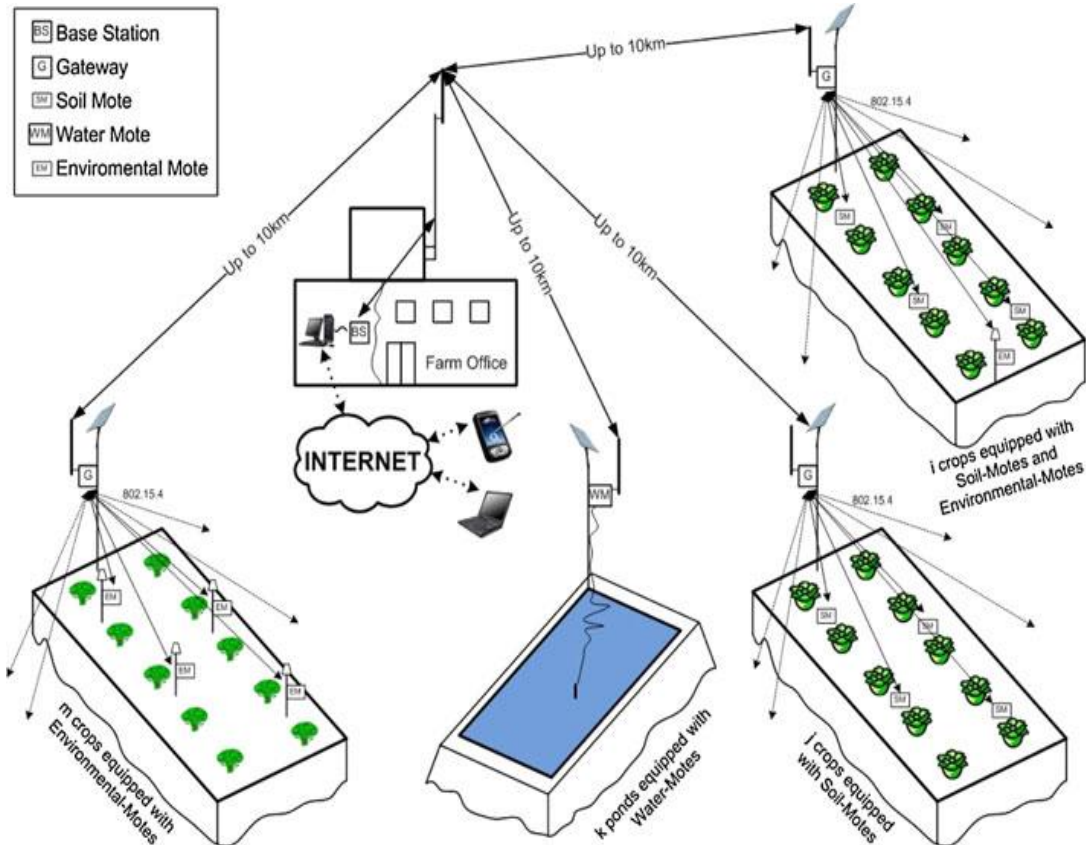 BS Base Station
G Gateway
SM Soil Mote
WM Water Mote
EM Enviromental Mote
Up to 10km
G
802.15.4
SM
SM
SM
SM
EM
i crops equipped with
Soil-Motes and
Environmental-Motes
Up to 10km
Up to 10km
Up to 10km
BS
Farm Office
INTERNET
G
802.15.4
EM
EM
EM
EM
m crops equipped with
Environmental-Motes
WM
k ponds equipped with
Water-Motes
G
802.15.4
SM
SM
SM
SM
j crops equipped
with Soil-Motes